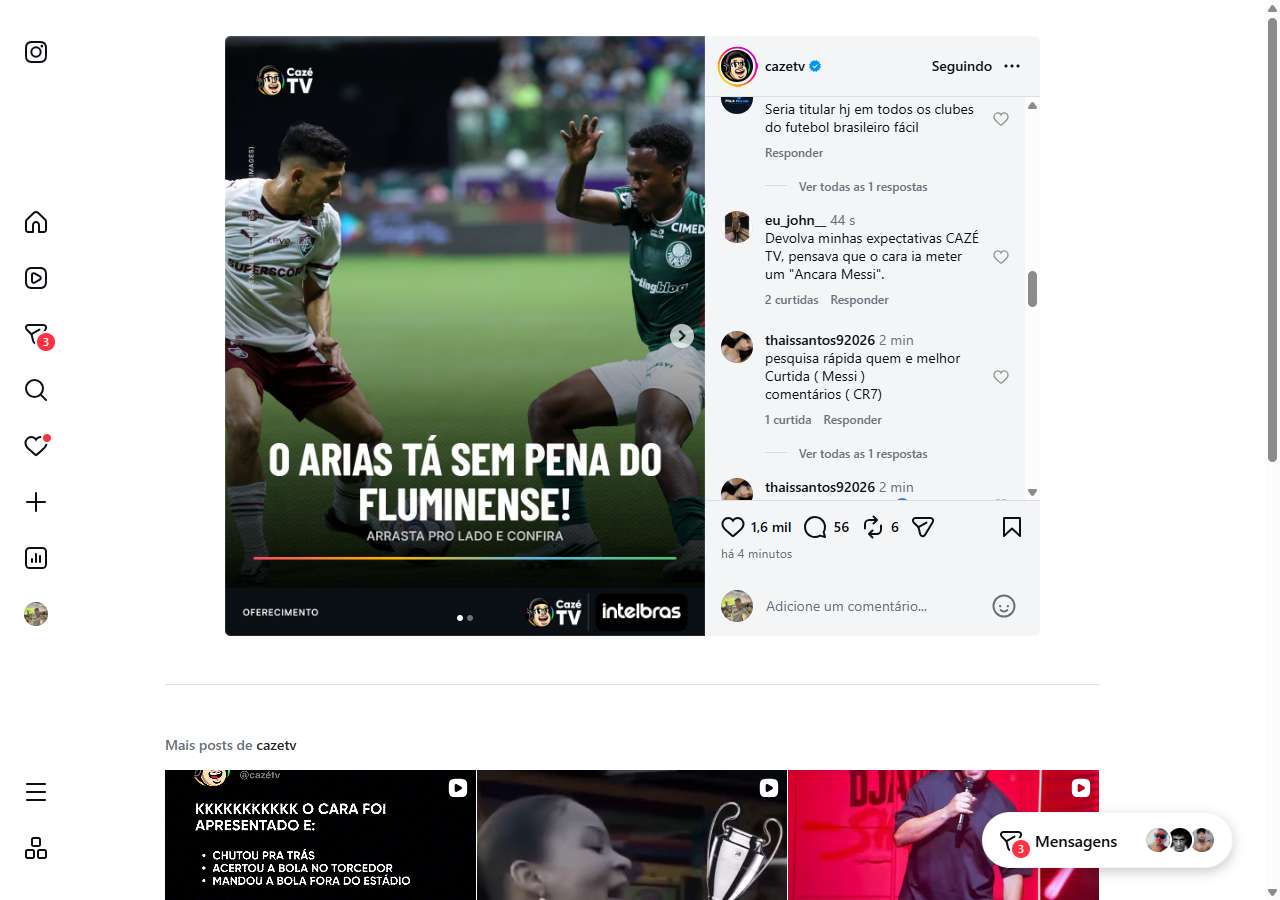 Cazé
TV
SUPERSCORE
CIMED
sportingblog
O ARIAS TÁ SEM PENA DO
FLUMINENSE!
ARRASTA PRO LADO E CONFIRA
OFERECIMENTO
Cazé
TV
intelbras
cazetv
Seguindo
Seria titular hj em todos os clubes
do futebol brasileiro fácil
Responder
Ver todas as 1 respostas
eu_john__ 44 s
Devolva minhas expectativas CAZÉ
TV, pensava que o cara ia meter
um "Ancara Messi".
2 curtidas Responder
thaissantos92026 2 min
pesquisa rápida quem e melhor
Curtida ( Messi )
comentários ( CR7)
1 curtida Responder
Ver todas as 1 respostas
thaissantos92026 2 min
1,6 mil 56 6
há 4 minutos
Adicione um comentário...
3
Mais posts de cazetv
@cazétv
KKKKKKKKKKK O CARA FOI
APRESENTADO E:
• CHUTOU PRA TRÁS
• ACERTOU A BOLA NO TORCEDOR
• MANDOU A BOLA FORA DO ESTÁDIO
3
Mensagens